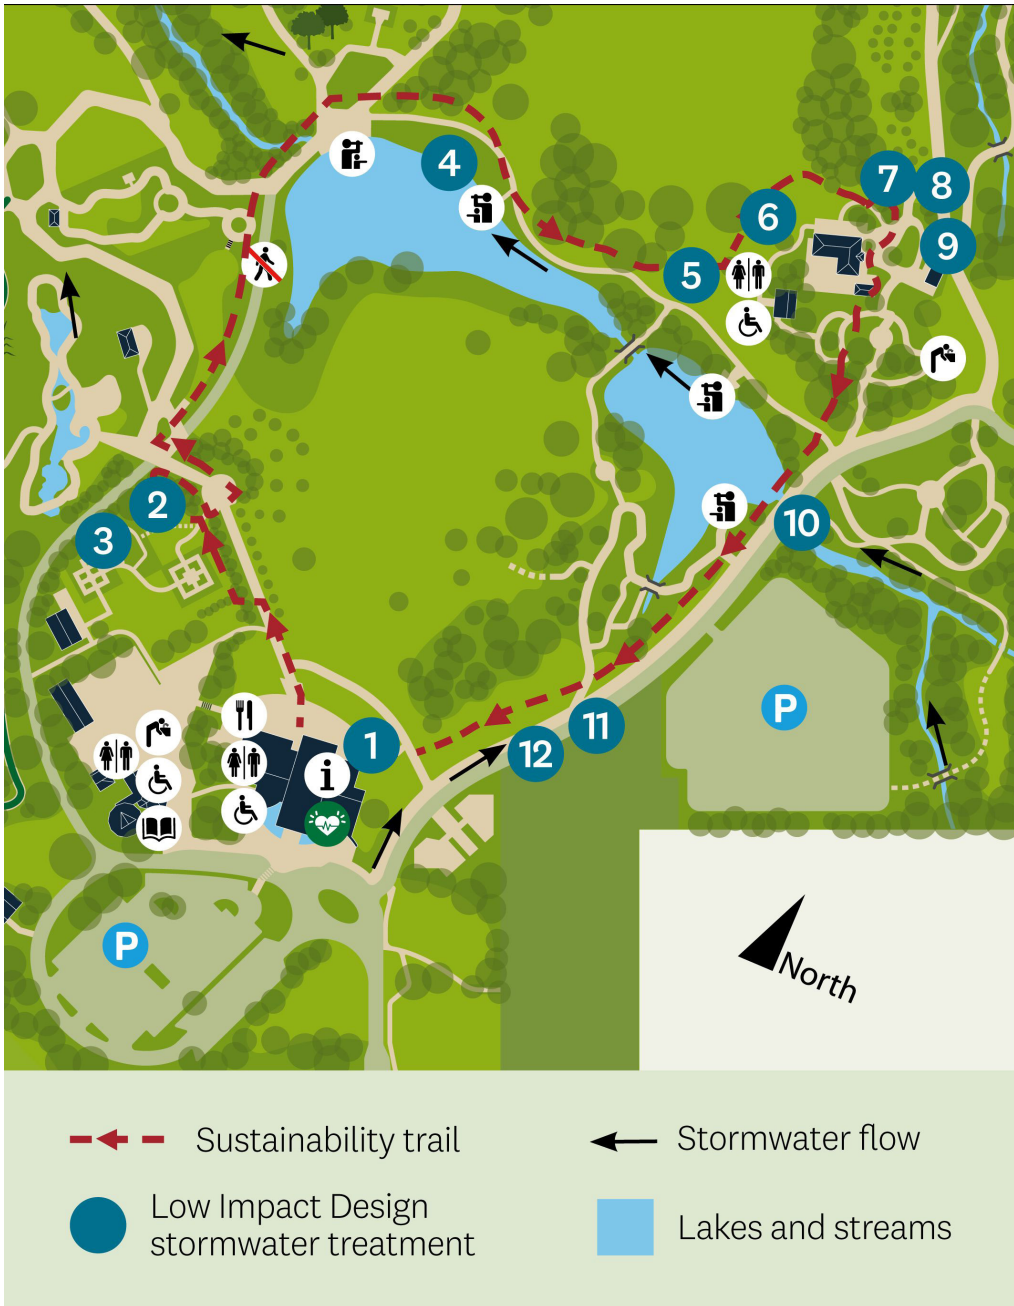 4
7
8
6
9
5
2
10
3
P
11
1
12
i
P
North
Sustainability trail
Stormwater flow
Low Impact Design
stormwater treatment
Lakes and streams